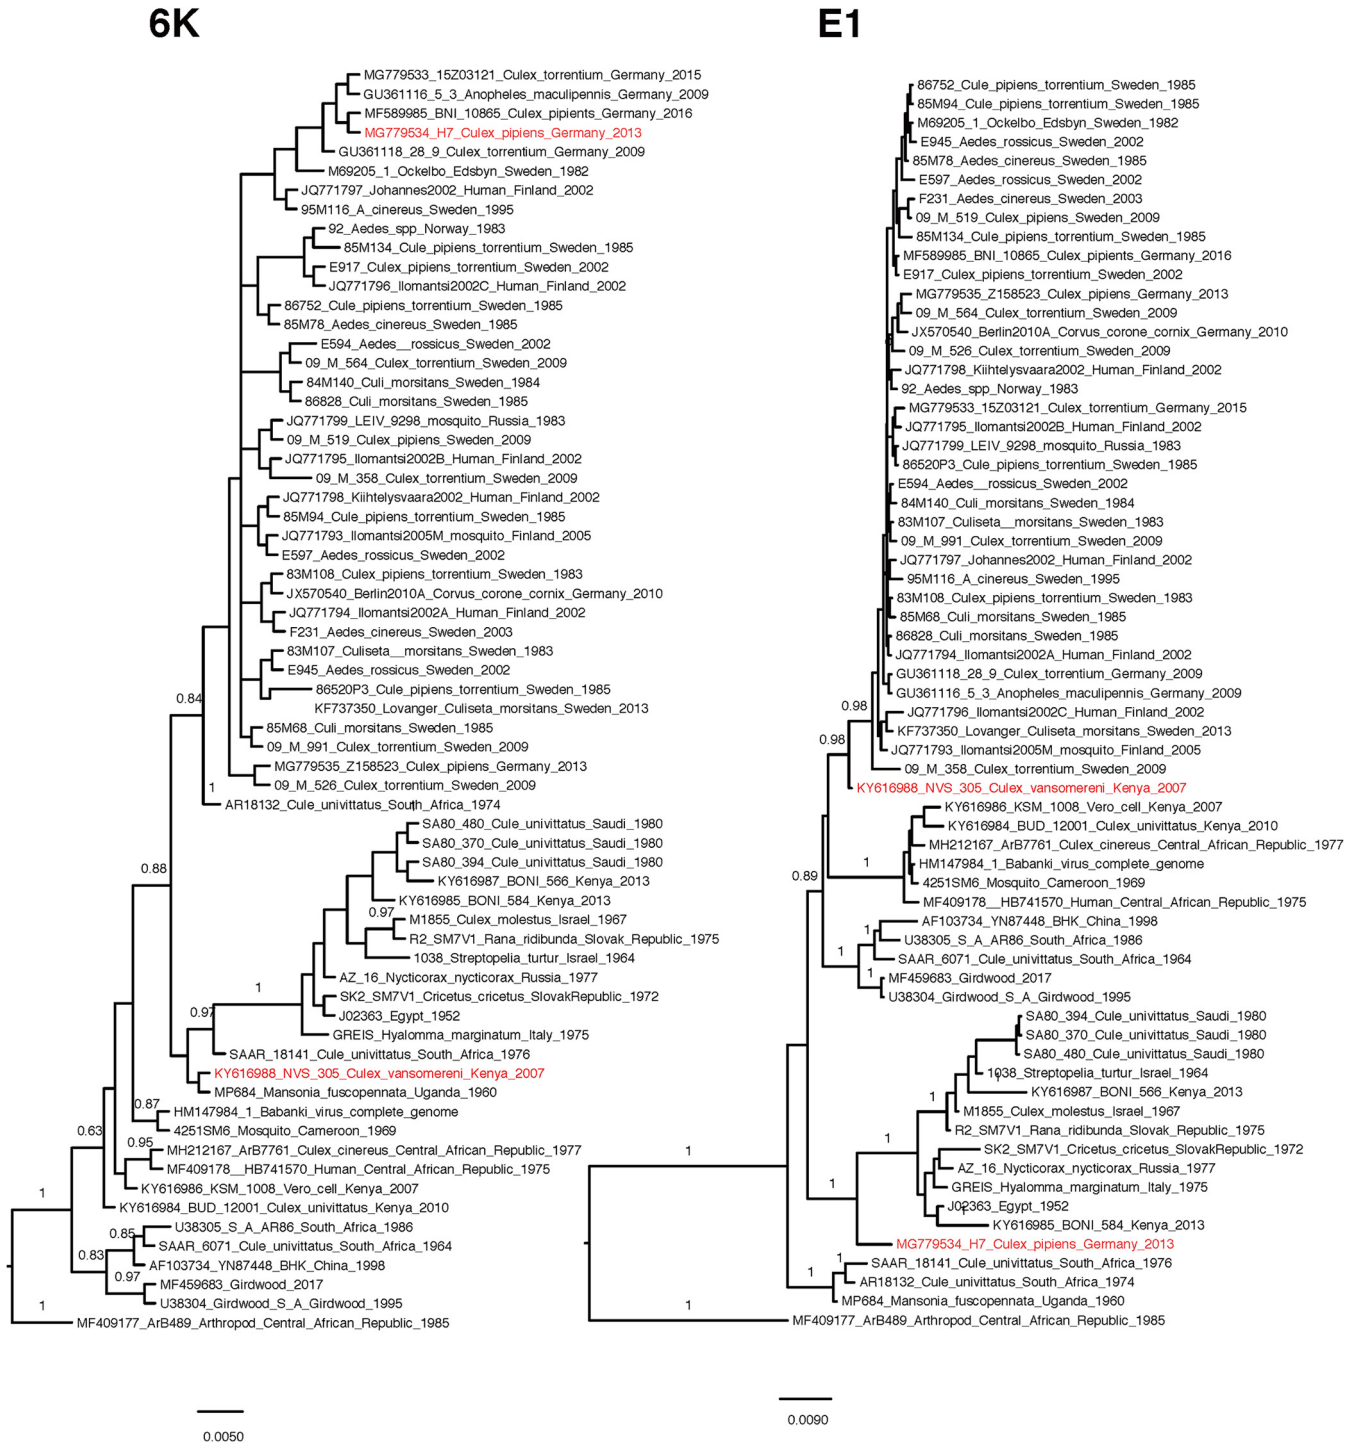 6K
MG779533_15Z03121_Culex_torrentium_Germany_2015
GU361116_5_3_Anopheles_maculipennis_Germany_2009
MF589985_BNI_10865_Culex_pipients_Germany_2016
MG779534_H7_Culex_pipiens_Germany_2013
GU361118_28_9_Culex_torrentium_Germany_2009
M69205_1_Ockelbo_Edsbyn_Sweden_1982
JQ771797_Johannes2002_Human_Finland_2002
95M116_A_cinereus_Sweden_1995
92_Aedes_spp_Norway_1983
85M134_Cule_pipiens_torrentium_Sweden_1985
E917_Culex_pipiens_torrentium_Sweden_2002
JQ771796_Ilomantsi2002C_Human_Finland_2002
86752_Cule_pipiens_torrentium_Sweden_1985
85M78_Aedes_cinereus_Sweden_1985
E594_Aedes__rossicus_Sweden_2002
09_M_564_Culex_torrentium_Sweden_2009
84M140_Culi_morsitans_Sweden_1984
86828_Culi_morsitans_Sweden_1985
JQ771799_LEIV_9298_mosquito_Russia_1983
09_M_519_Culex_pipiens_Sweden_2009
JQ771795_Ilomantsi2002B_Human_Finland_2002
09_M_358_Culex_torrentium_Sweden_2009
JQ771798_Kiihtelysvaara2002_Human_Finland_2002
85M94_Cule_pipiens_torrentium_Sweden_1985
JQ771793_Ilomantsi2005M_mosquito_Finland_2005
E597_Aedes_rossicus_Sweden_2002
83M108_Culex_pipiens_torrentium_Sweden_1983
JX570540_Berlin2010A_Corvus_corone_cornix_Germany_2010
JQ771794_Ilomantsi2002A_Human_Finland_2002
F231_Aedes_cinereus_Sweden_2003
83M107_Culiseta__morsitans_Sweden_1983
E945_Aedes_rossicus_Sweden_2002
86520P3_Cule_pipiens_torrentium_Sweden_1985
0.84
KF737350_Lovanger_Culiseta_morsitans_Sweden_2013
85M68_Culi_morsitans_Sweden_1985
09_M_991_Culex_torrentium_Sweden_2009
MG779535_Z158523_Culex_pipiens_Germany_2013
09_M_526_Culex_torrentium_Sweden_2009
1
AR18132_Cule_univittatus_South_Africa_1974
1
SA80_480_Cule_univittatus_Saudi_1980
SA80_370_Cule_univittatus_Saudi_1980
SA80_394_Cule_univittatus_Saudi_1980
0.88
KY616987_BONI_566_Kenya_2013
KY616985_BONI_584_Kenya_2013
0.97
M1855_Culex_molestus_Israel_1967
R2_SM7V1_Rana_ridibunda_Slovak_Republic_1975
1038_Streptopelia_turtur_Israel_1964
AZ_16_Nycticorax_nycticorax_Russia_1977
1
SK2_SM7V1_Cricetus_cricetus_SlovakRepublic_1972
0.97
J02363_Egypt_1952
GREIS_Hyalomma_marginatum_Italy_1975
SAAR_18141_Cule_univittatus_South_Africa_1976
KY616988_NVS_305_Culex_vansomereni_Kenya_2007
MP684_Mansonia_fuscopennata_Uganda_1960
0.87
HM147984_1_Babanki_virus_complete_genome
0.63
4251SM6_Mosquito_Cameroon_1969
0.95
MH212167_ArB7761_Culex_cinereus_Central_African_Republic_1977
MF409178__HB741570_Human_Central_African_Republic_1975
1
KY616986_KSM_1008_Vero_cell_Kenya_2007
KY616984_BUD_12001_Culex_univittatus_Kenya_2010
0.85
U38305_S_A_AR86_South_Africa_1986
0.83
SAAR_6071_Cule_univittatus_South_Africa_1964
AF103734_YN87448_BHK_China_1998
0.97
MF459683_Girdwood_2017
1
U38304_Girdwood_S_A_Girdwood_1995
MF409177_ArB489_Arthropod_Central_African_Republic_1985
0.0050
E1
86752_Cule_pipiens_torrentium_Sweden_1985
85M94_Cule_pipiens_torrentium_Sweden_1985
M69205_1_Ockelbo_Edsbyn_Sweden_1982
E945_Aedes_rossicus_Sweden_2002
85M78_Aedes_cinereus_Sweden_1985
E597_Aedes_rossicus_Sweden_2002
F231_Aedes_cinereus_Sweden_2003
09_M_519_Culex_pipiens_Sweden_2009
85M134_Cule_pipiens_torrentium_Sweden_1985
MF589985_BNI_10865_Culex_pipients_Germany_2016
E917_Culex_pipiens_torrentium_Sweden_2002
MG779535_Z158523_Culex_pipiens_Germany_2013
09_M_564_Culex_torrentium_Sweden_2009
JX570540_Berlin2010A_Corvus_corone_cornix_Germany_2010
09_M_526_Culex_torrentium_Sweden_2009
JQ771798_Kiihtelysvaara2002_Human_Finland_2002
92_Aedes_spp_Norway_1983
MG779533_15Z03121_Culex_torrentium_Germany_2015
JQ771795_Ilomantsi2002B_Human_Finland_2002
JQ771799_LEIV_9298_mosquito_Russia_1983
86520P3_Cule_pipiens_torrentium_Sweden_1985
E594_Aedes__rossicus_Sweden_2002
84M140_Culi_morsitans_Sweden_1984
83M107_Culiseta__morsitans_Sweden_1983
09_M_991_Culex_torrentium_Sweden_2009
JQ771797_Johannes2002_Human_Finland_2002
95M116_A_cinereus_Sweden_1995
83M108_Culex_pipiens_torrentium_Sweden_1983
85M68_Culi_morsitans_Sweden_1985
86828_Culi_morsitans_Sweden_1985
JQ771794_Ilomantsi2002A_Human_Finland_2002
GU361118_28_9_Culex_torrentium_Germany_2009
GU361116_5_3_Anopheles_maculipennis_Germany_2009
0.98
JQ771796_Ilomantsi2002C_Human_Finland_2002
KF737350_Lovanger_Culiseta_morsitans_Sweden_2013
0.98
JQ771793_Ilomantsi2005M_mosquito_Finland_2005
09_M_358_Culex_torrentium_Sweden_2009
KY616988_NVS_305_Culex_vansomereni_Kenya_2007
KY616986_KSM_1008_Vero_cell_Kenya_2007
KY616984_BUD_12001_Culex_univittatus_Kenya_2010
MH212167_ArB7761_Culex_cinereus_Central_African_Republic_1977
1
HM147984_1_Babanki_virus_complete_genome
0.89
4251SM6_Mosquito_Cameroon_1969
MF409178__HB741570_Human_Central_African_Republic_1975
AF103734_YN87448_BHK_China_1998
1
U38305_S_A_AR86_South_Africa_1986
1
SAAR_6071_Cule_univittatus_South_Africa_1964
1
MF459683_Girdwood_2017
U38304_Girdwood_S_A_Girdwood_1995
SA80_394_Cule_univittatus_Saudi_1980
SA80_370_Cule_univittatus_Saudi_1980
SA80_480_Cule_univittatus_Saudi_1980
1038_Streptopelia_turtur_Israel_1964
1
KY616987_BONI_566_Kenya_2013
1
M1855_Culex_molestus_Israel_1967
R2_SM7V1_Rana_ridibunda_Slovak_Republic_1975
1
SK2_SM7V1_Cricetus_cricetus_SlovakRepublic_1972
1
AZ_16_Nycticorax_nycticorax_Russia_1977
1
GREIS_Hyalomma_marginatum_Italy_1975
J02363_Egypt_1952
1
KY616985_BONI_584_Kenya_2013
MG779534_H7_Culex_pipiens_Germany_2013
1
SAAR_18141_Cule_univittatus_South_Africa_1976
1
AR18132_Cule_univittatus_South_Africa_1974
MP684_Mansonia_fuscopennata_Uganda_1960
1
MF409177_ArB489_Arthropod_Central_African_Republic_1985
0.0090